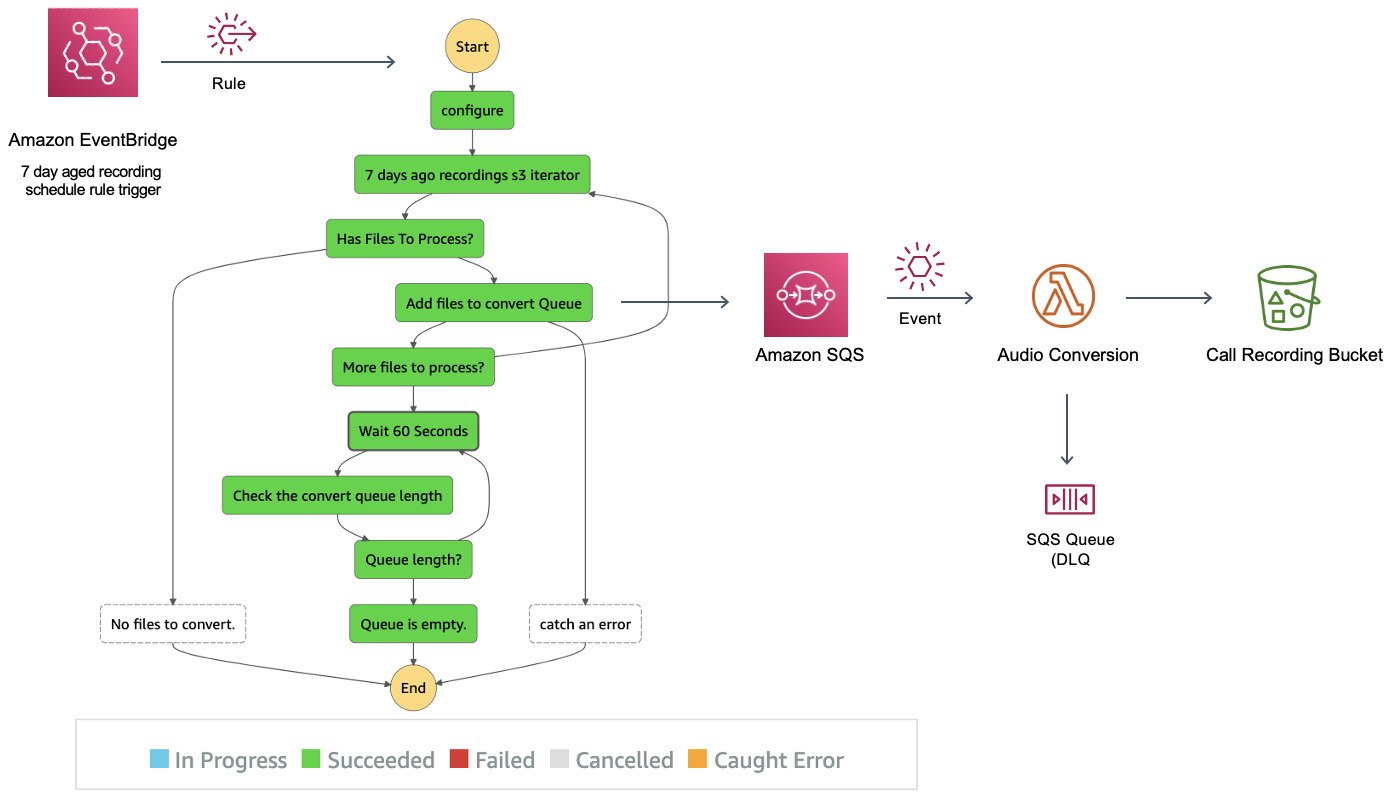 Start
Rule
configure
Amazon EventBridge
7 day aged recording
schedule rule trigger
7 days ago recordings s3 iterator
Has Files To Process?
Add files to convert Queue
Event
Amazon SQS
Audio Conversion
Call Recording Bucket
More files to process?
Wait 60 Seconds
Check the convert queue length
SQS Queue
(DLQ
Queue length?
No files to convert.
Queue is empty.
catch an error
End
In Progress
Succeeded
Failed
Cancelled
Caught Error